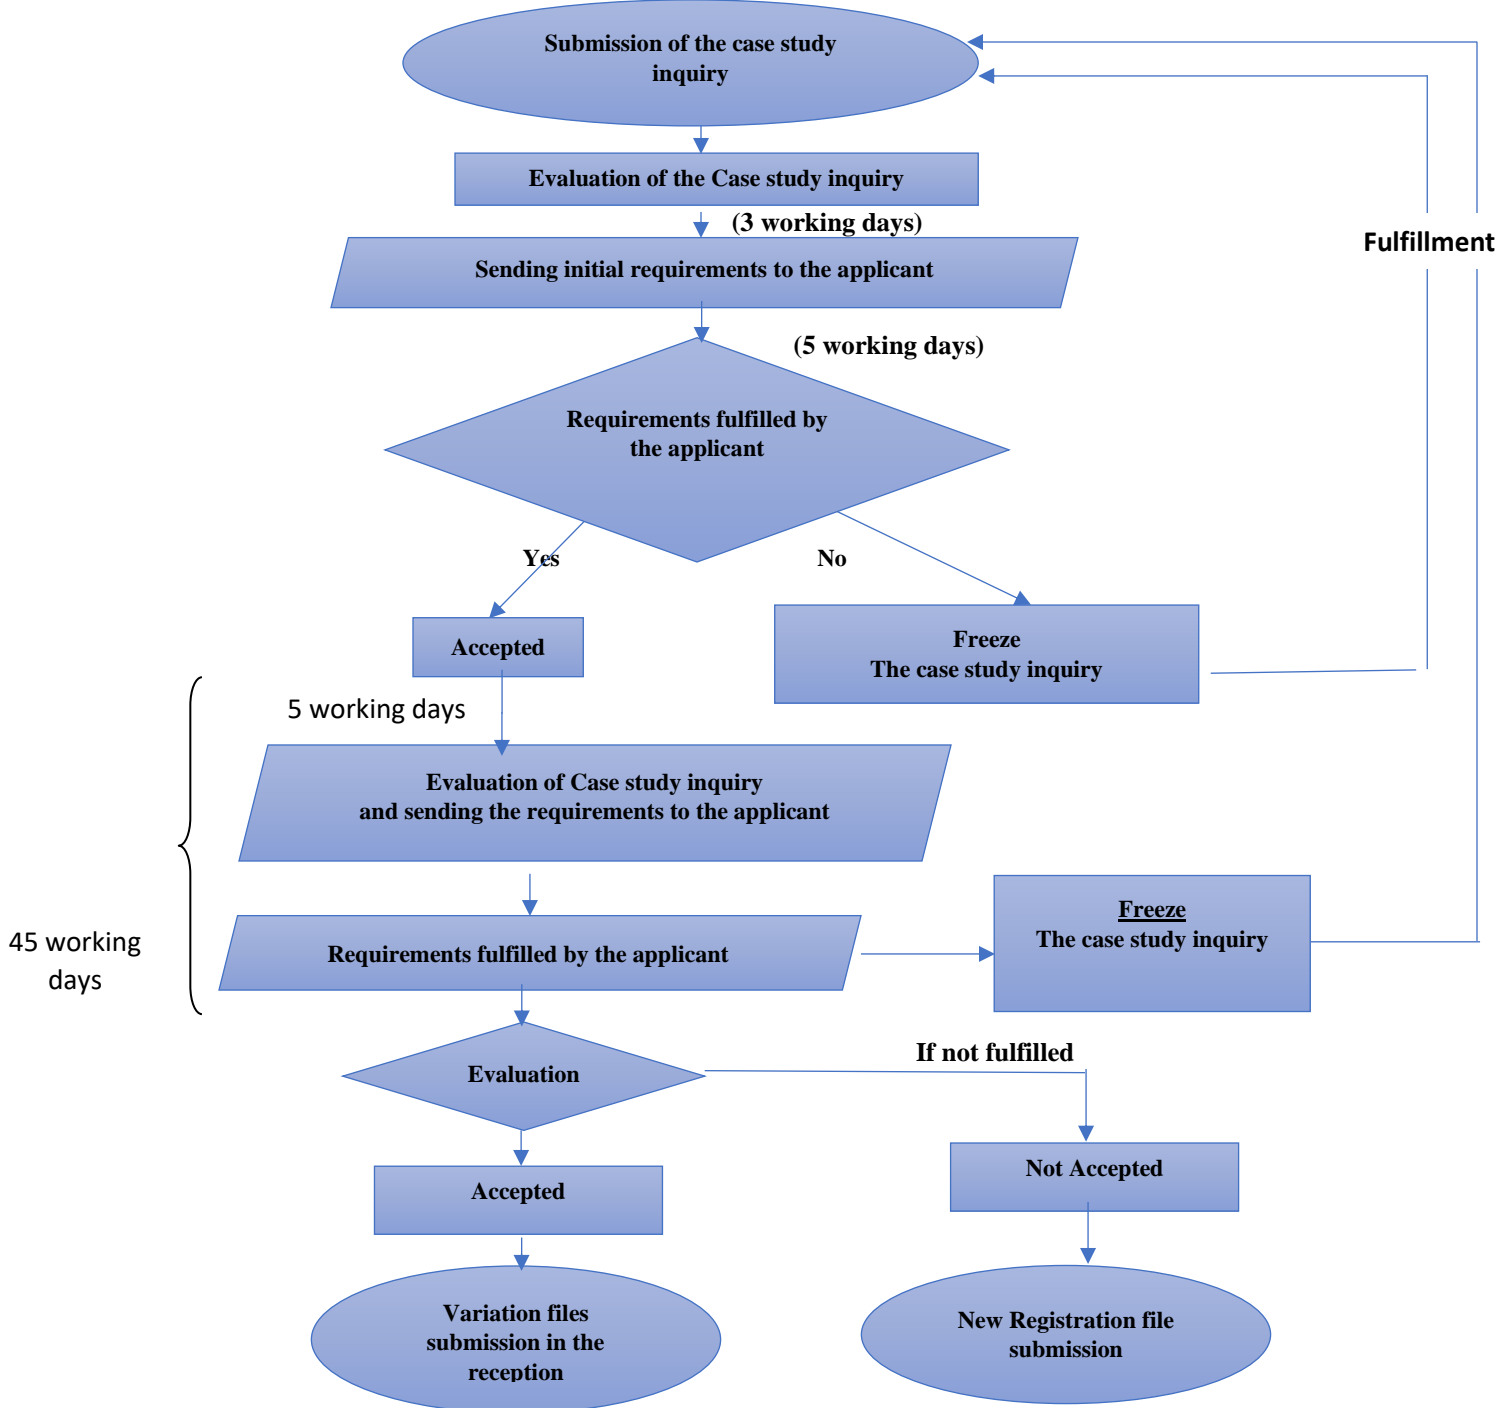 Submission of the case study
inquiry
Evaluation of the Case study inquiry
(3 working days)
Fulfillment
Sending initial requirements to the applicant
(5 working days)
Requirements fulfilled by
the applicant
Yes
No
Accepted
Freeze
The case study inquiry
5 working days
Evaluation of Case study inquiry
and sending the requirements to the applicant
45 working
days
Requirements fulfilled by the applicant
Freeze
The case study inquiry
If not fulfilled
Evaluation
Accepted
Not Accepted
Variation files
submission in the
reception
New Registration file
submission